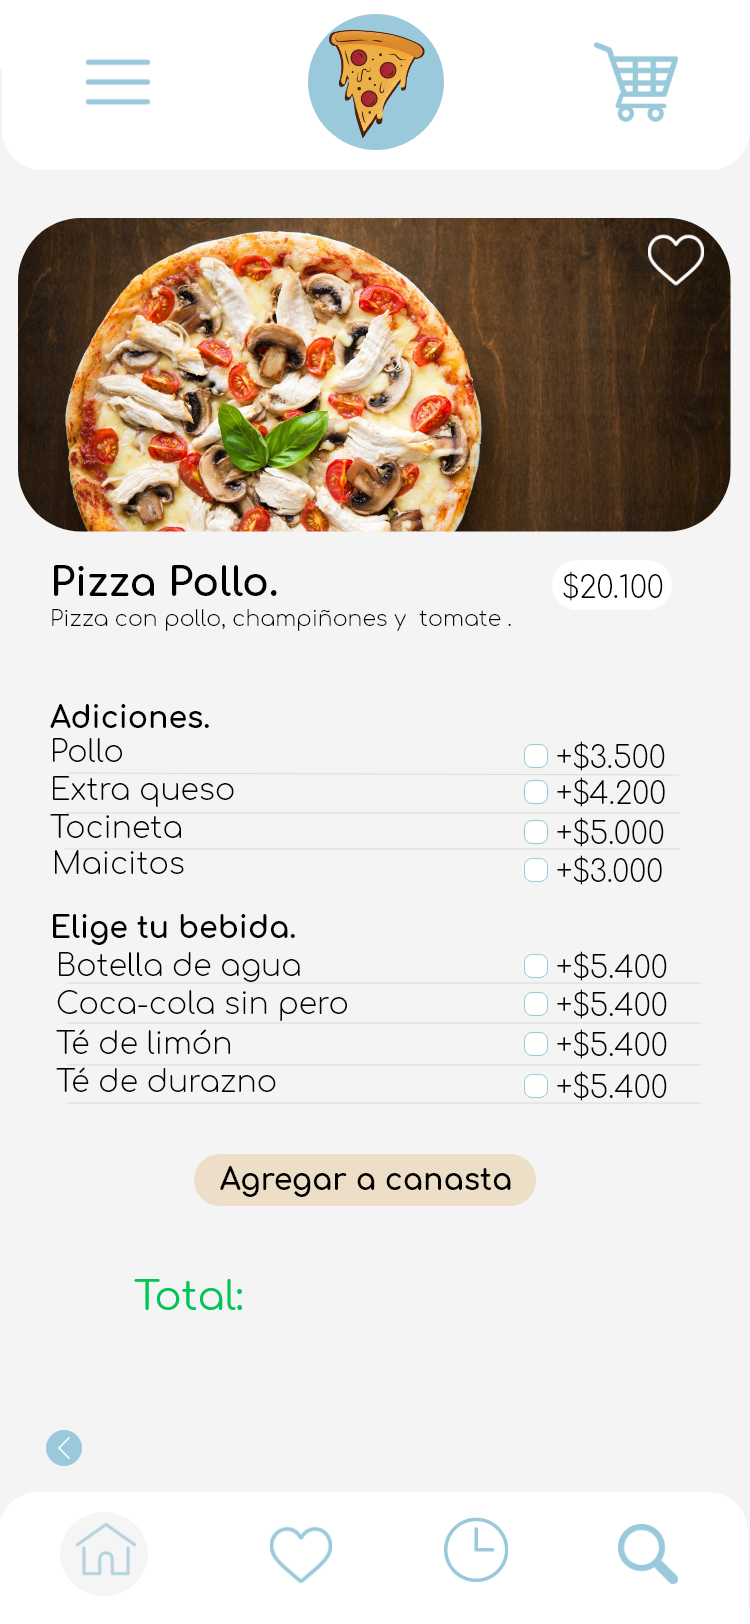 Pizza Pollo.
$20.100
Pizza con pollo, champiñones y  tomate .
Adiciones.
Pollo +$3.500
Extra queso +$4.200
Tocineta +$5.000
Maicitos +$3.000
Elige tu bebida.
Botella de agua +$5.400
Coca-cola sin pero +$5.400
Té de limón +$5.400
Té de durazno +$5.400
Agregar a canasta
Total: